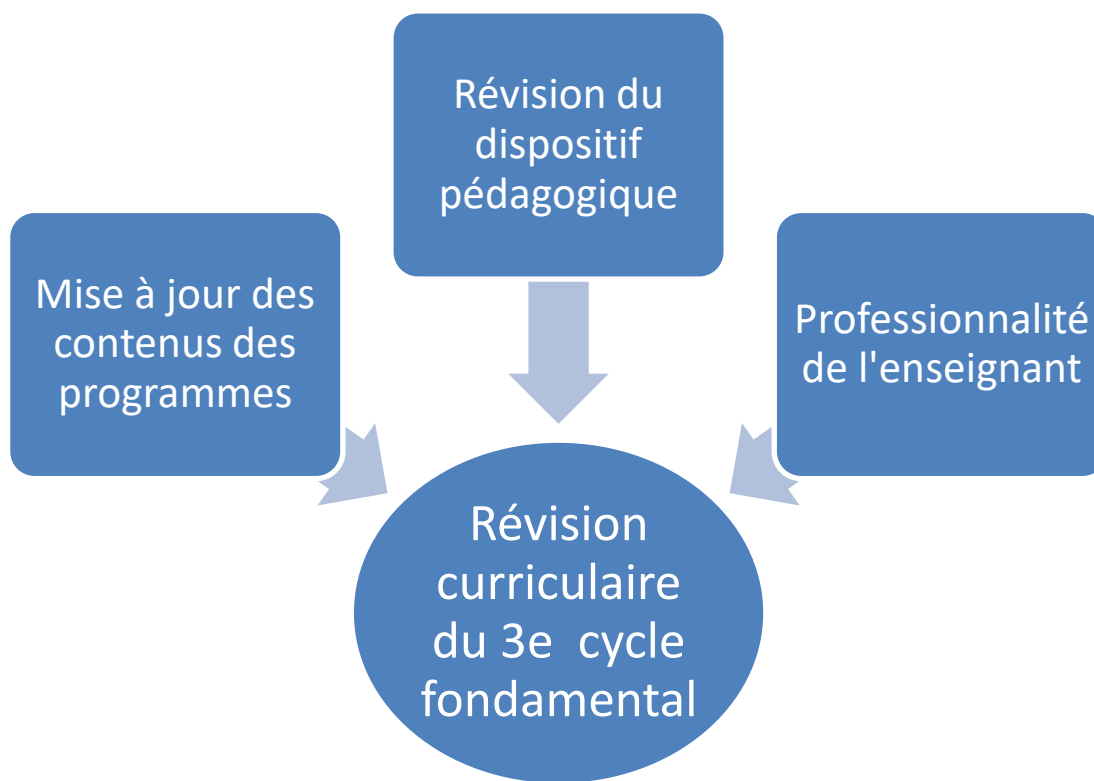 Révision du
dispositif
pédagogique
Mise à jour des
contenus des
programmes
Professionnalité
de l'enseignant
Révision
curriculaire
du 3e cycle
fondamental